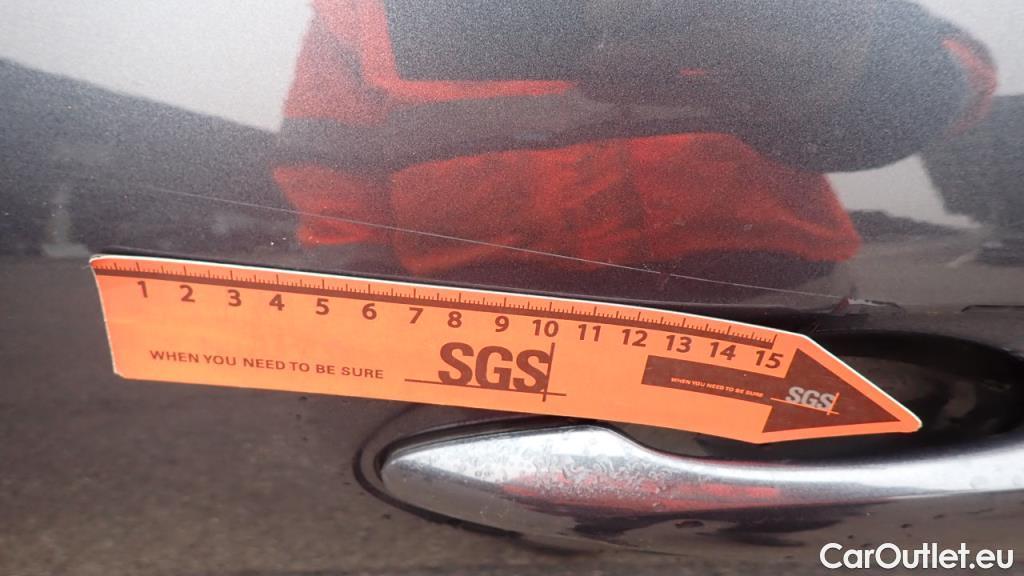 1 2 3 4 5 6 7 8 9 10 11 12 13 14 15
WHEN YOU NEED TO BE SURE SGS
WHEN YOU NEED TO BE SURE SGS
CarOutlet.eu